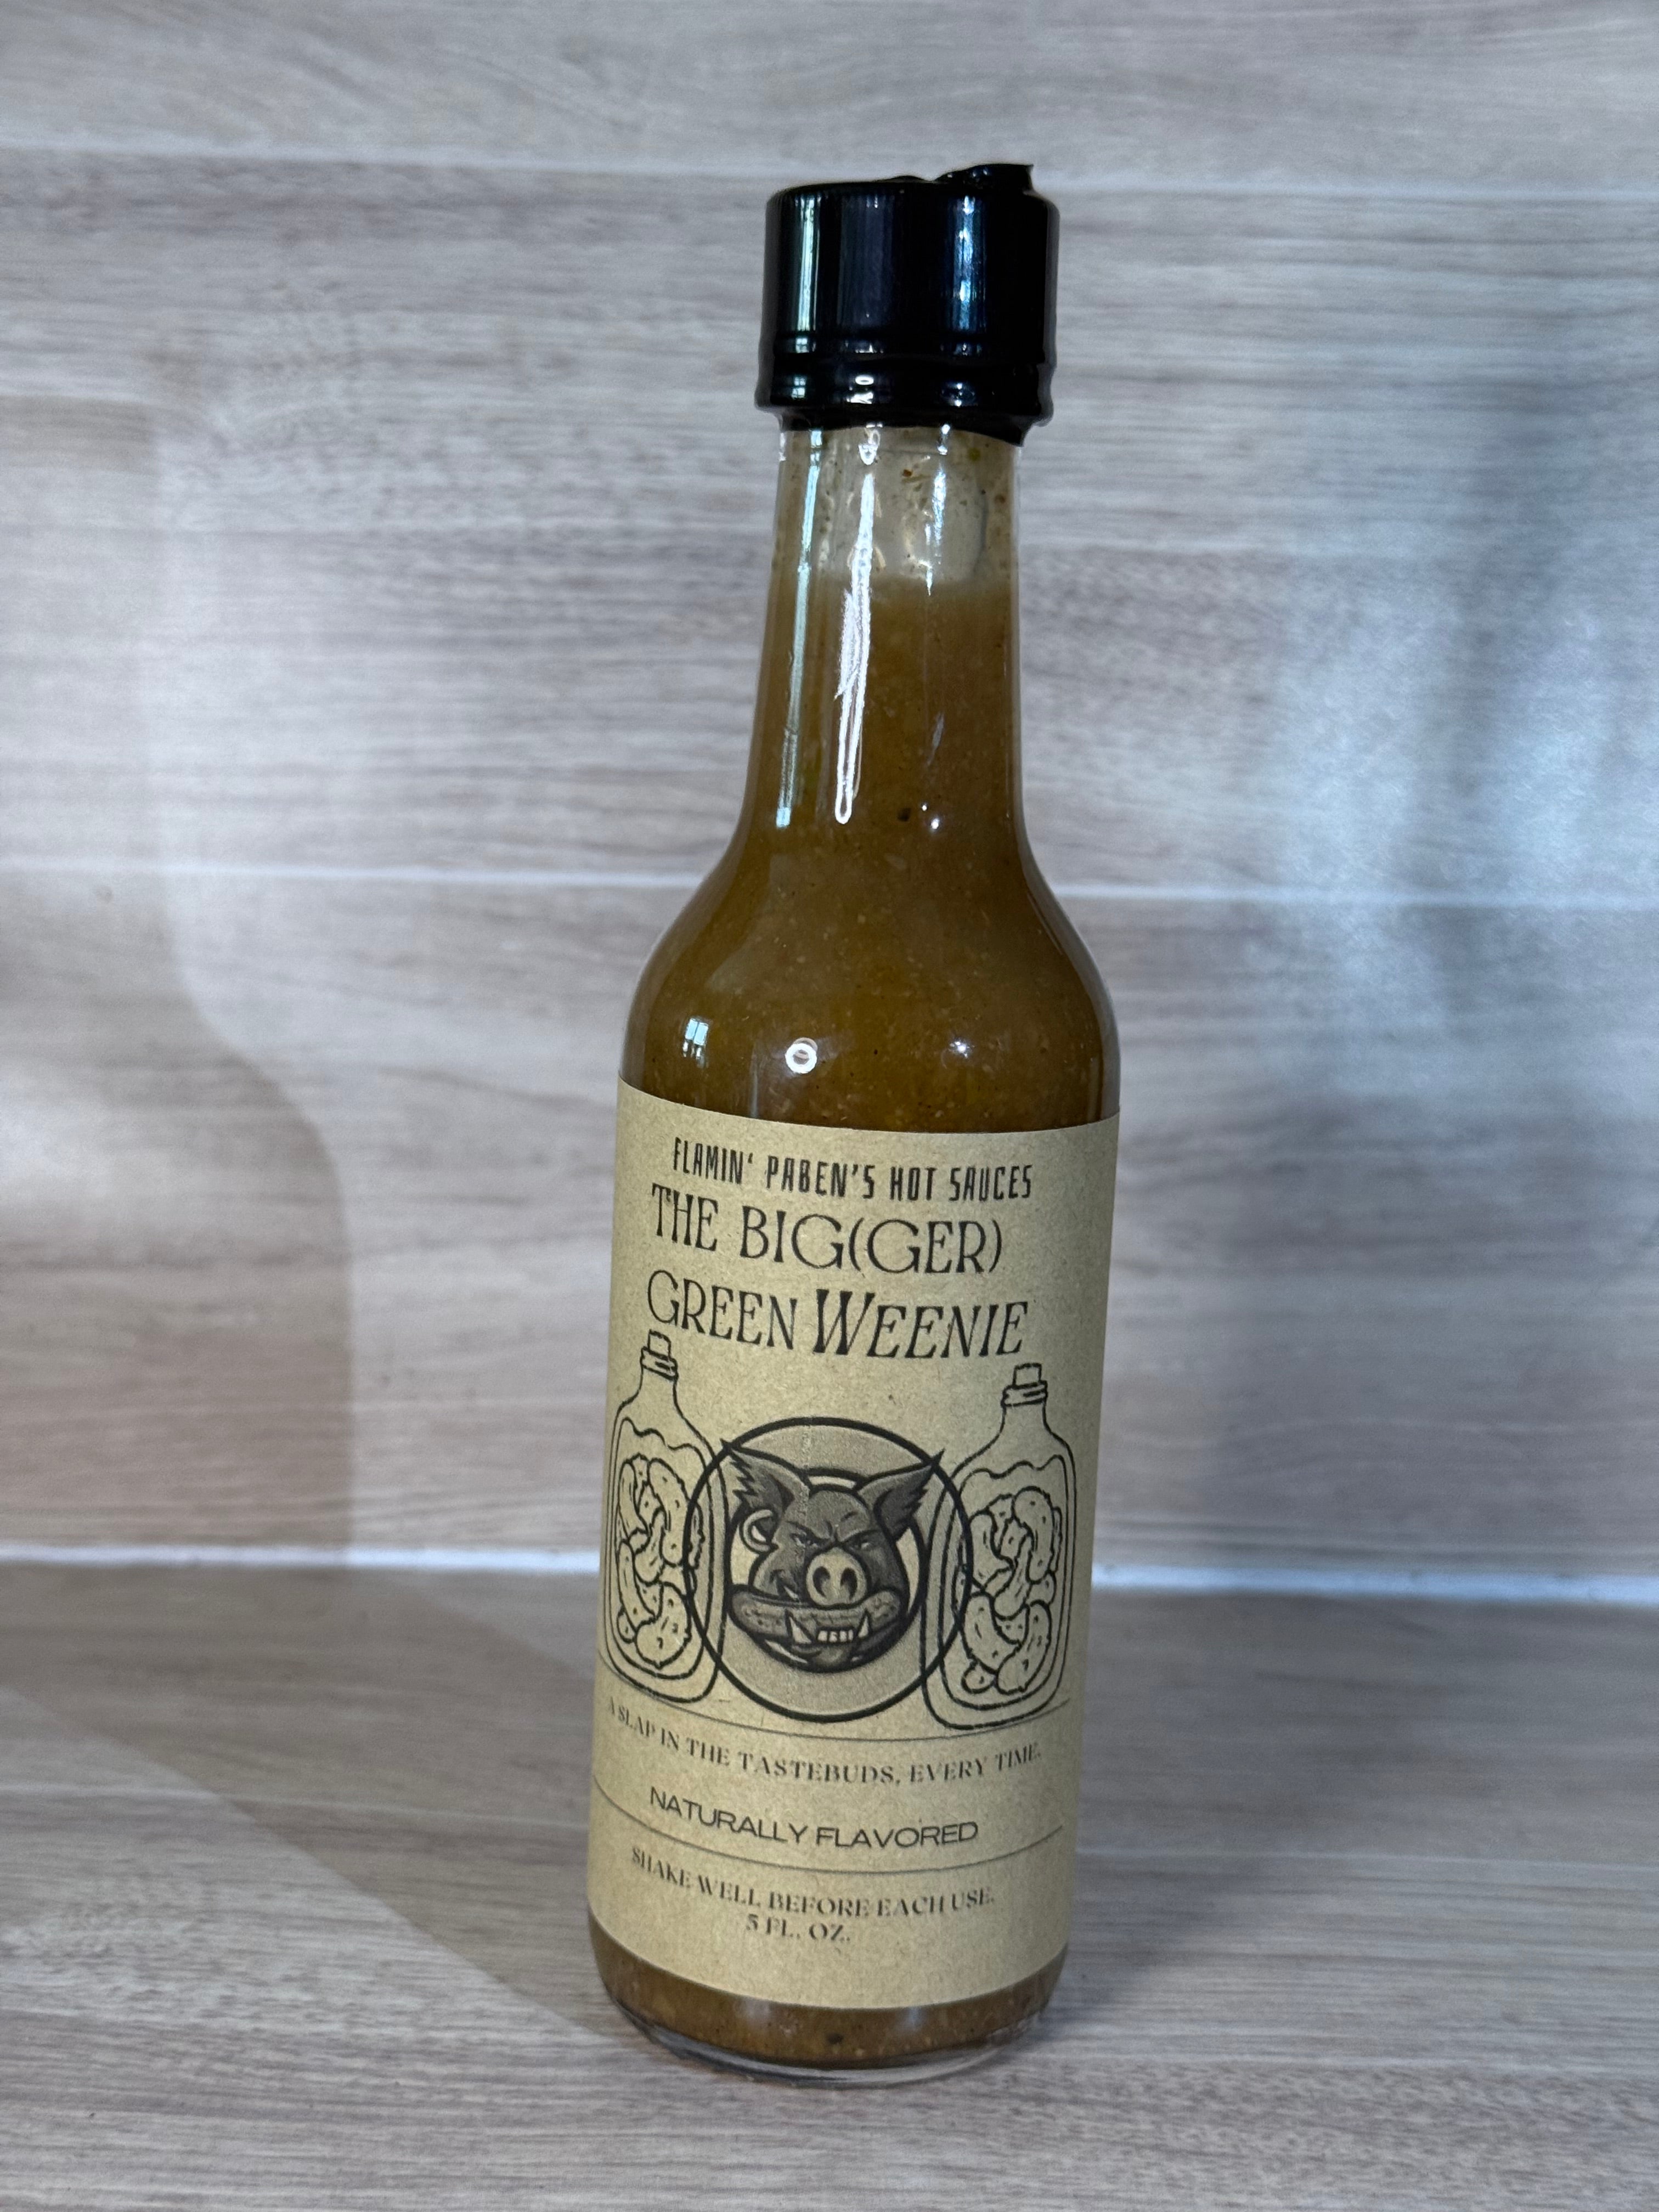 FLAMIN' PABEN'S HOT SAUCES
THE BIG(GER)
GREEN WEENIE
A SLAP IN THE TASTEBUDS, EVERY TIME.
NATURALLY FLAVORED
SHAKE WELL BEFORE EACH USE.
5 FL. OZ.